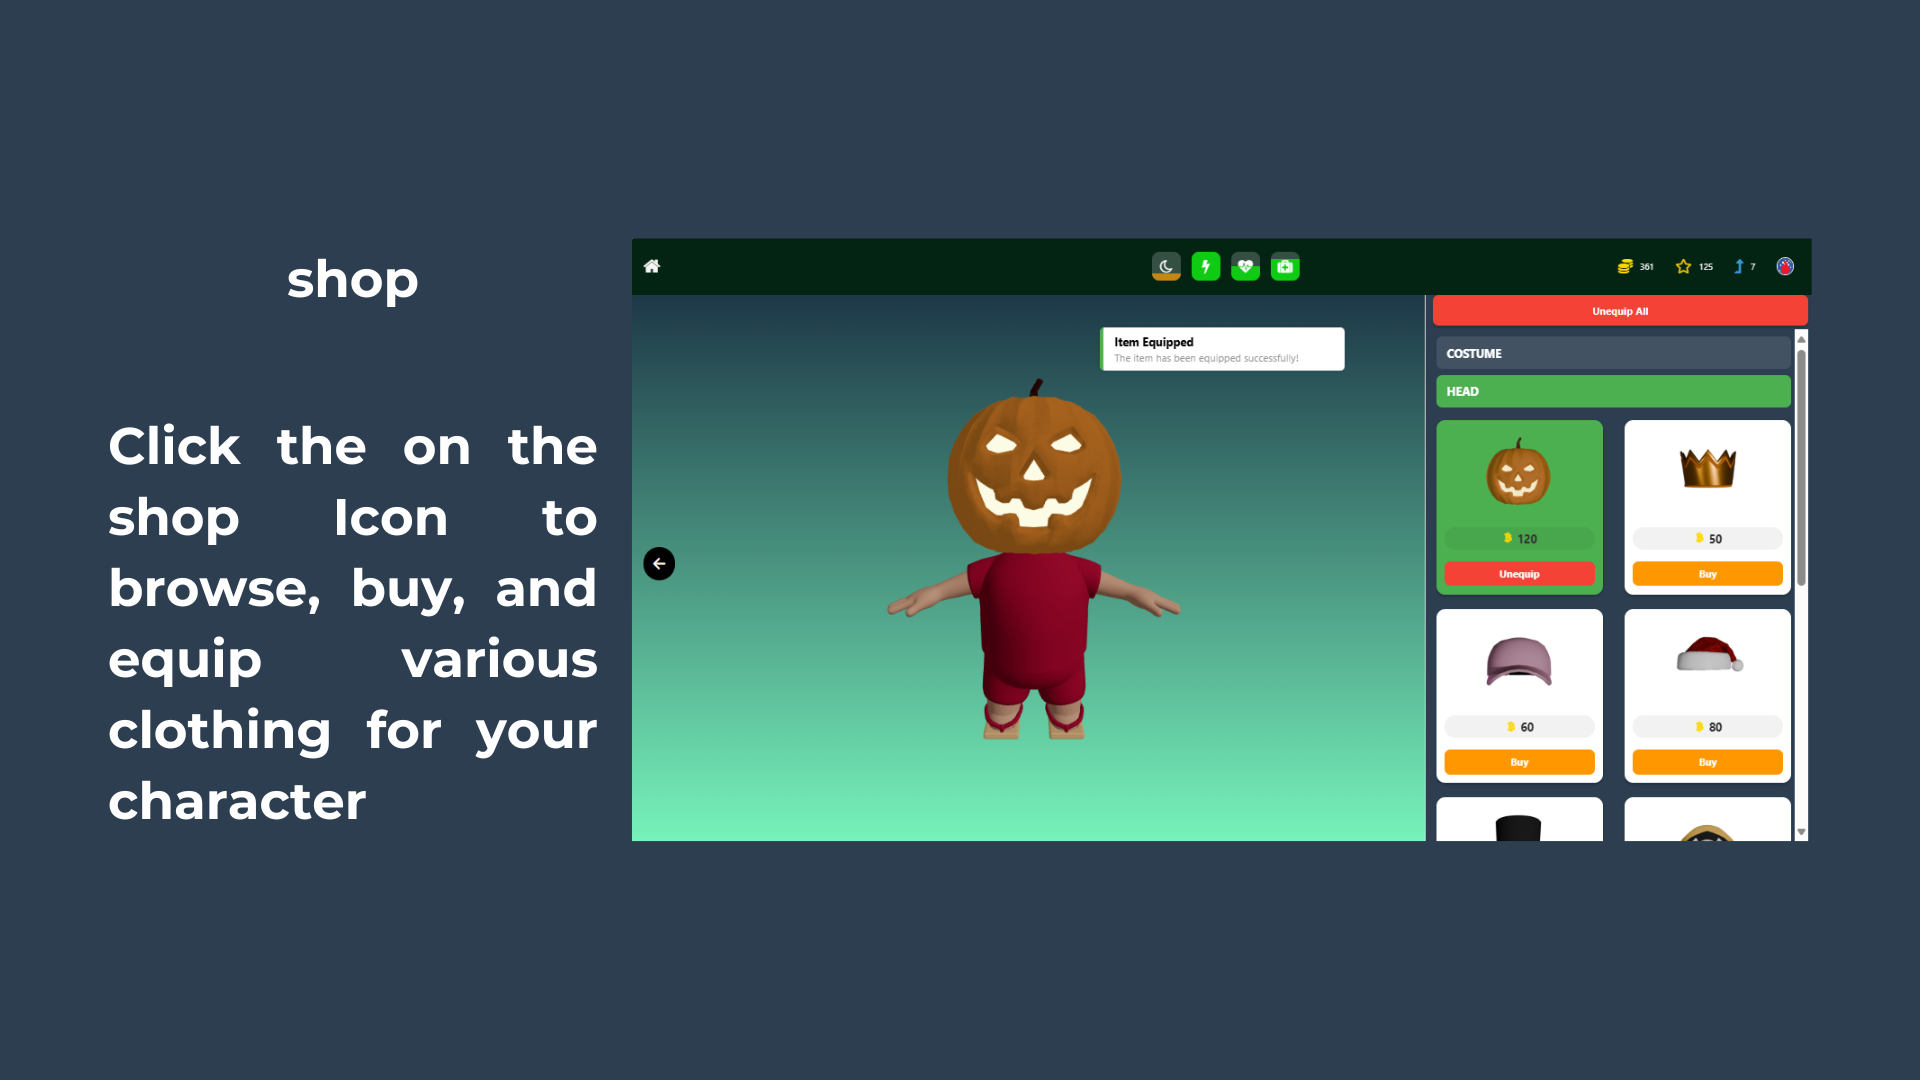 shop
Click the on the
shop Icon to
browse, buy, and
equip various
clothing for your
character
361 125 7
Unequip All
Item Equipped
The item has been equipped successfully!
COSTUME
HEAD
120 50
Unequip Buy
60 80
Buy Buy